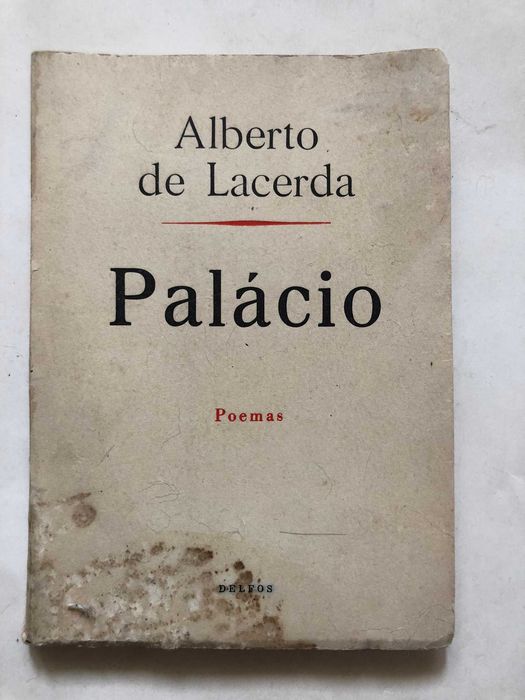 Alberto
de Lacerda
Palácio
Poemas
DELFOS